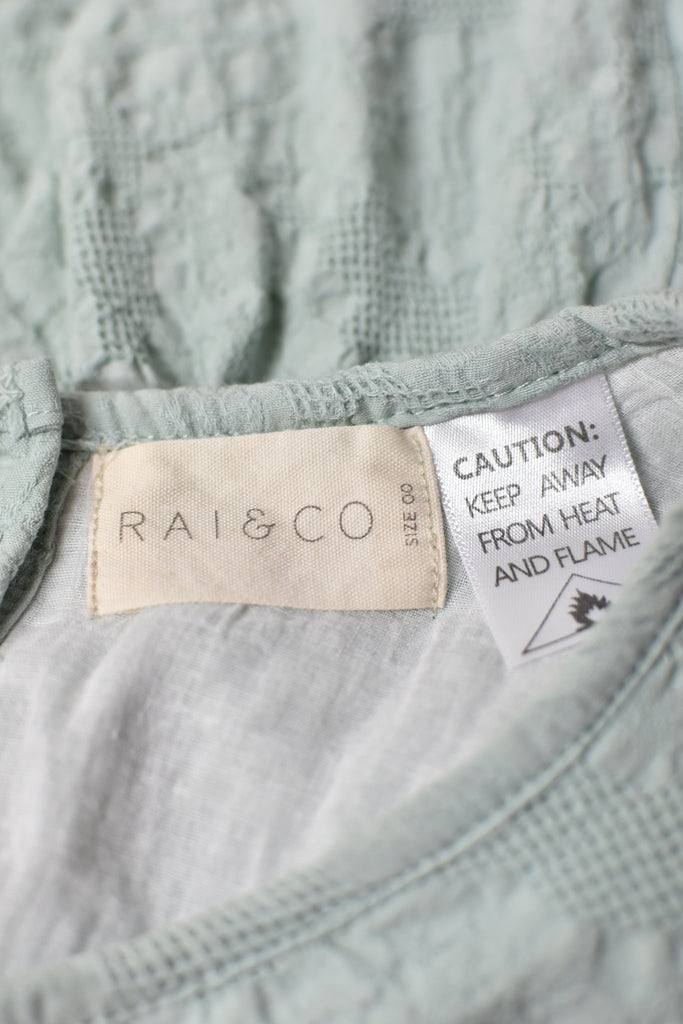 RAI&CO
SIZE 00
CAUTION:
KEEP AWAY
FROM HEAT
AND FLAME